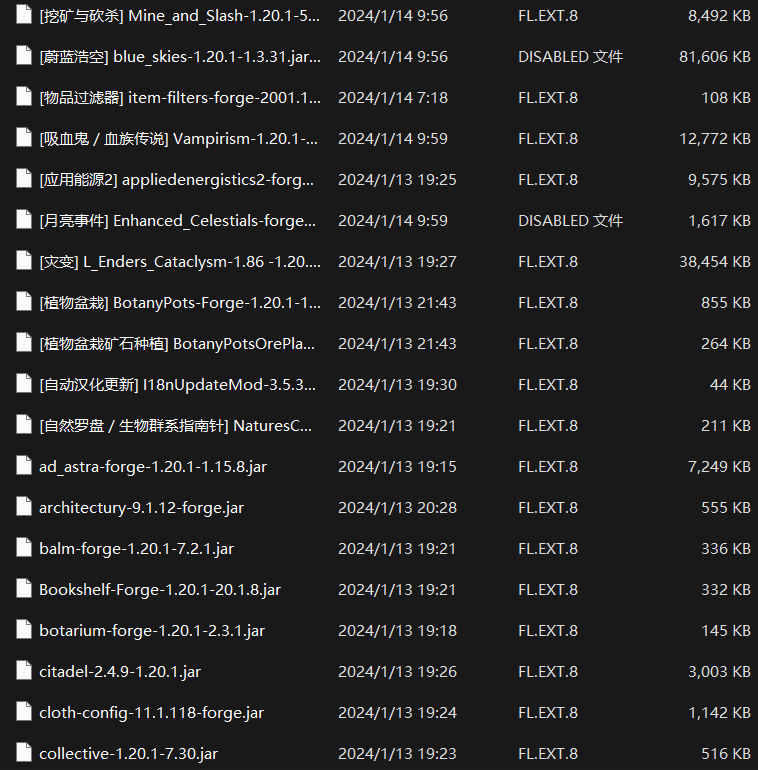 [挖矿与砍杀] Mine_and_Slash-1.20.1-5... 2024/1/14 9:56 FL.EXT.8 8,492 KB
[蔚蓝浩空] blue_skies-1.20.1-1.3.31.jar... 2024/1/14 9:56 DISABLED 文件 81,606 KB
[物品过滤器] item-filters-forge-2001.1... 2024/1/14 7:18 FL.EXT.8 108 KB
[吸血鬼 / 血族传说] Vampirism-1.20.1-... 2024/1/14 9:59 FL.EXT.8 12,772 KB
[应用能源2] appliedenergistics2-forg... 2024/1/13 19:25 FL.EXT.8 9,575 KB
[月亮事件] Enhanced_Celestials-forge... 2024/1/14 9:59 DISABLED 文件 1,617 KB
[灾变] L_Enders_Cataclysm-1.86 -1.20.... 2024/1/13 19:27 FL.EXT.8 38,454 KB
[植物盆栽] BotanyPots-Forge-1.20.1-1... 2024/1/13 21:43 FL.EXT.8 855 KB
[植物盆栽矿石种植] BotanyPotsOrePla... 2024/1/13 21:43 FL.EXT.8 264 KB
[自动汉化更新] I18nUpdateMod-3.5.3... 2024/1/13 19:30 FL.EXT.8 44 KB
[自然罗盘 / 生物群系指南针] NaturesC... 2024/1/13 19:21 FL.EXT.8 211 KB
ad_astra-forge-1.20.1-1.15.8.jar 2024/1/13 19:15 FL.EXT.8 7,249 KB
architectury-9.1.12-forge.jar 2024/1/13 20:28 FL.EXT.8 555 KB
balm-forge-1.20.1-7.2.1.jar 2024/1/13 19:21 FL.EXT.8 336 KB
Bookshelf-Forge-1.20.1-20.1.8.jar 2024/1/13 19:21 FL.EXT.8 332 KB
botarium-forge-1.20.1-2.3.1.jar 2024/1/13 19:18 FL.EXT.8 145 KB
citadel-2.4.9-1.20.1.jar 2024/1/13 19:26 FL.EXT.8 3,003 KB
cloth-config-11.1.118-forge.jar 2024/1/13 19:24 FL.EXT.8 1,142 KB
collective-1.20.1-7.30.jar 2024/1/13 19:23 FL.EXT.8 516 KB